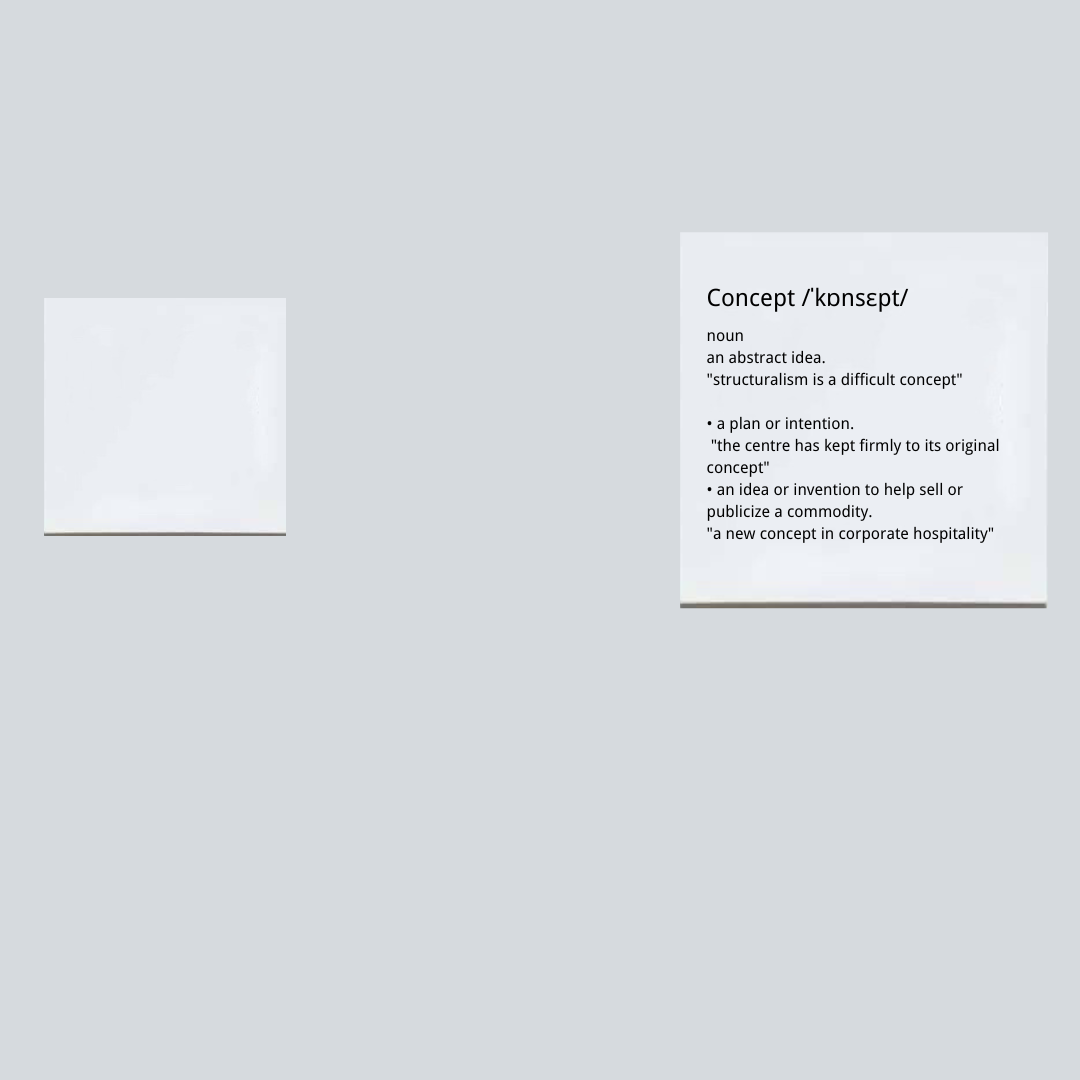 Concept /ˈkɒnsɛpt/
noun
an abstract idea.
"structuralism is a difficult concept"
• a plan or intention.
"the centre has kept firmly to its original
concept"
• an idea or invention to help sell or
publicize a commodity.
"a new concept in corporate hospitality"